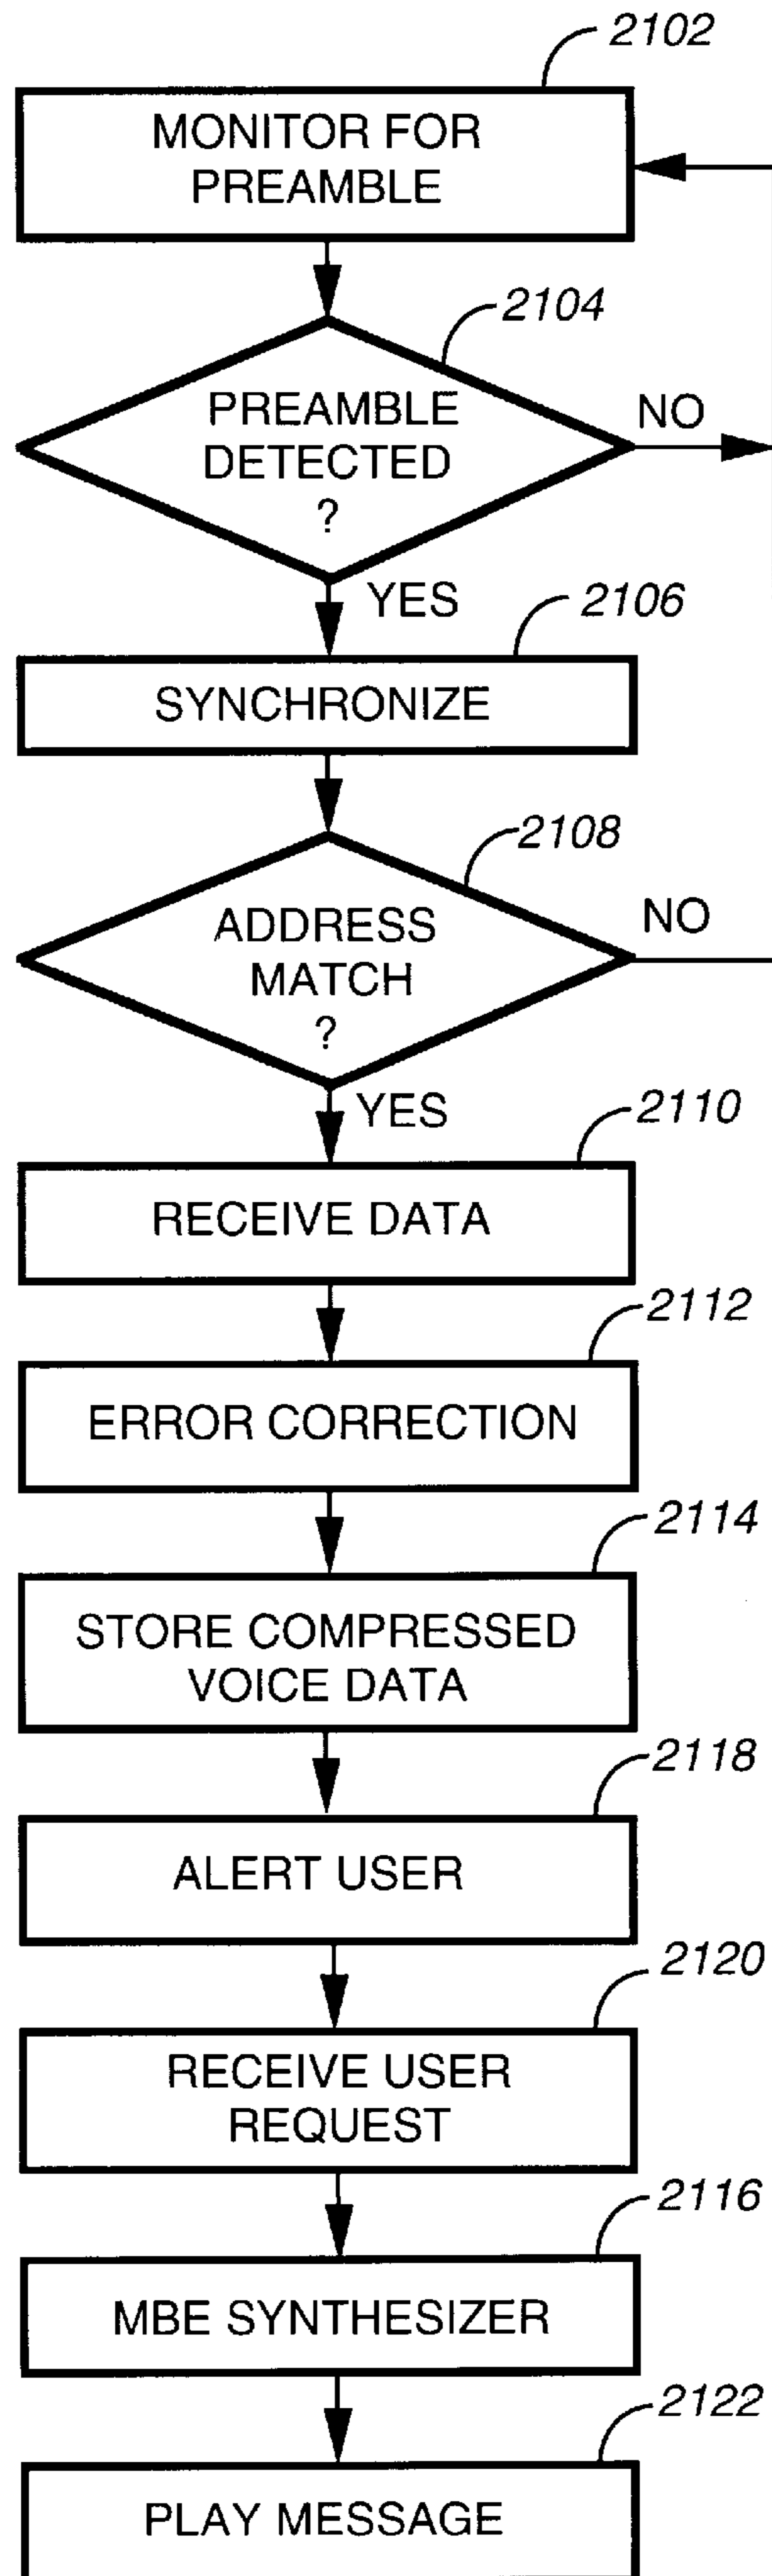 2102
MONITOR FOR
PREAMBLE
2104
PREAMBLE
DETECTED
?
NO
YES
2106
SYNCHRONIZE
2108
ADDRESS
MATCH
?
NO
YES
2110
RECEIVE DATA
2112
ERROR CORRECTION
2114
STORE COMPRESSED
VOICE DATA
2118
ALERT USER
2120
RECEIVE USER
REQUEST
2116
MBE SYNTHESIZER
2122
PLAY MESSAGE